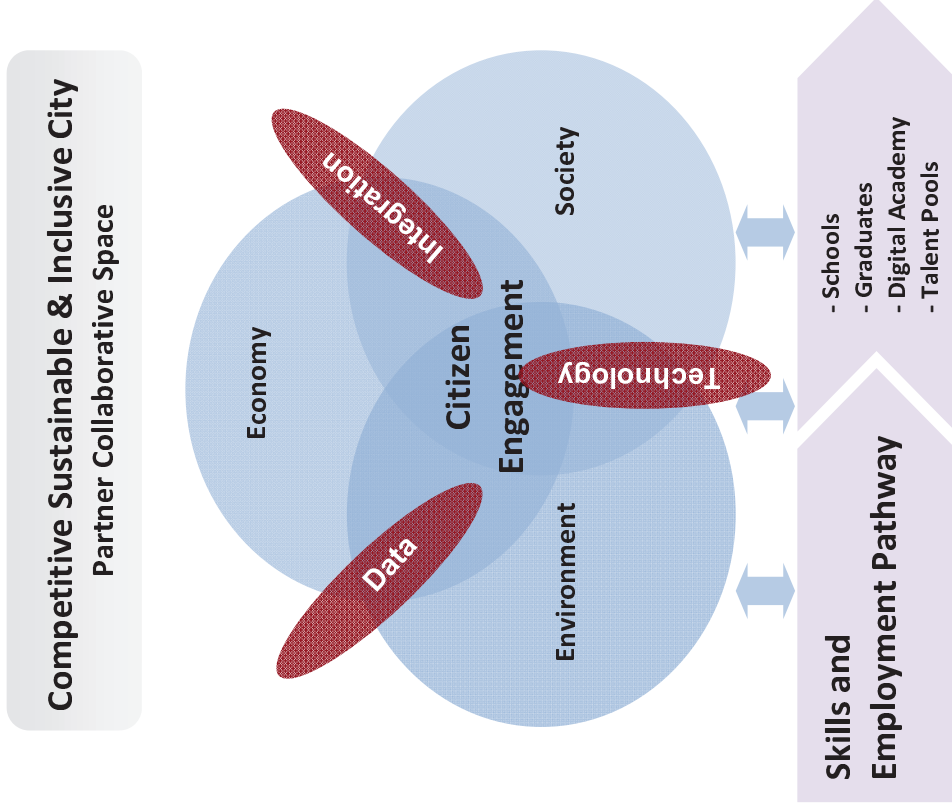 Competitive Sustainable & Inclusive City
Partner Collaborative Space
Economy
Data
Integration
Citizen
Engagement
Environment
Society
Technology
Skills and
Employment Pathway
- Schools
- Graduates
- Digital Academy
- Talent Pools